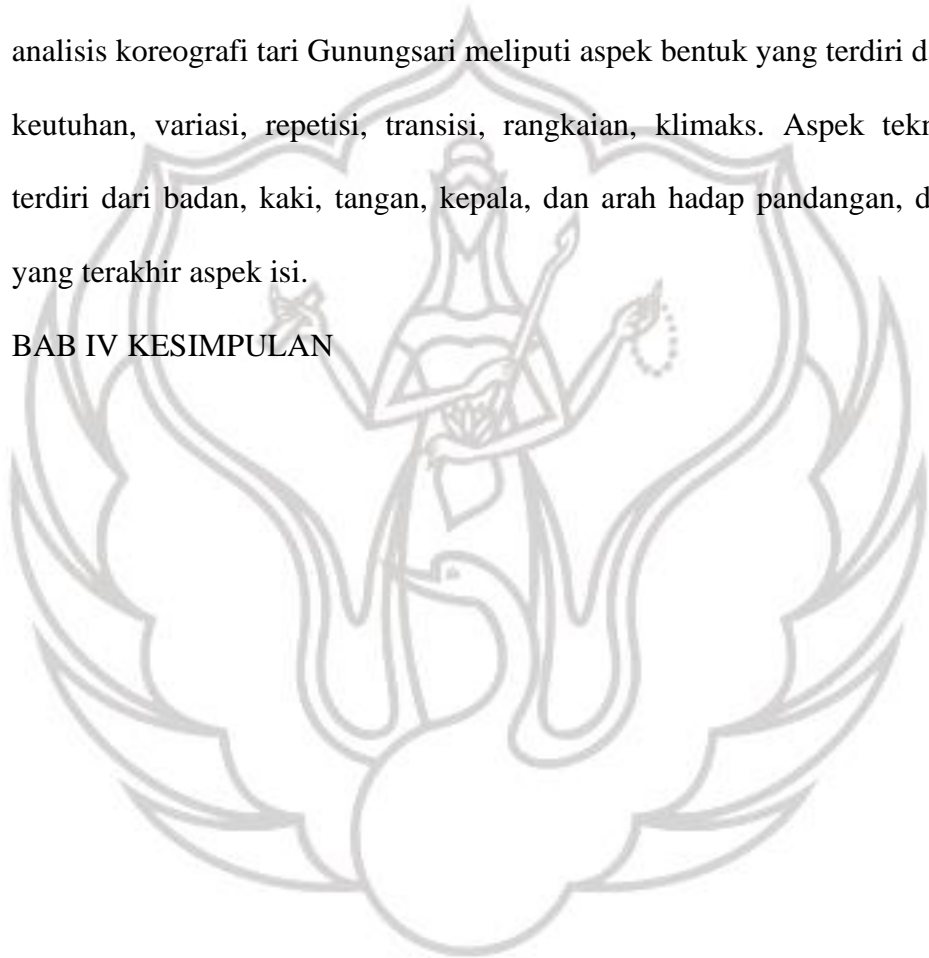 analisis koreografi tari Gunungsari meliputi aspek bentuk yang terdiri
keutuhan, variasi, repetisi, transisi, rangkaian, klimaks. Aspek
terdiri dari badan, kaki, tangan, kepala, dan arah hadap pandangan,
yang terakhir aspek isi.
BAB IV KESIMPULAN